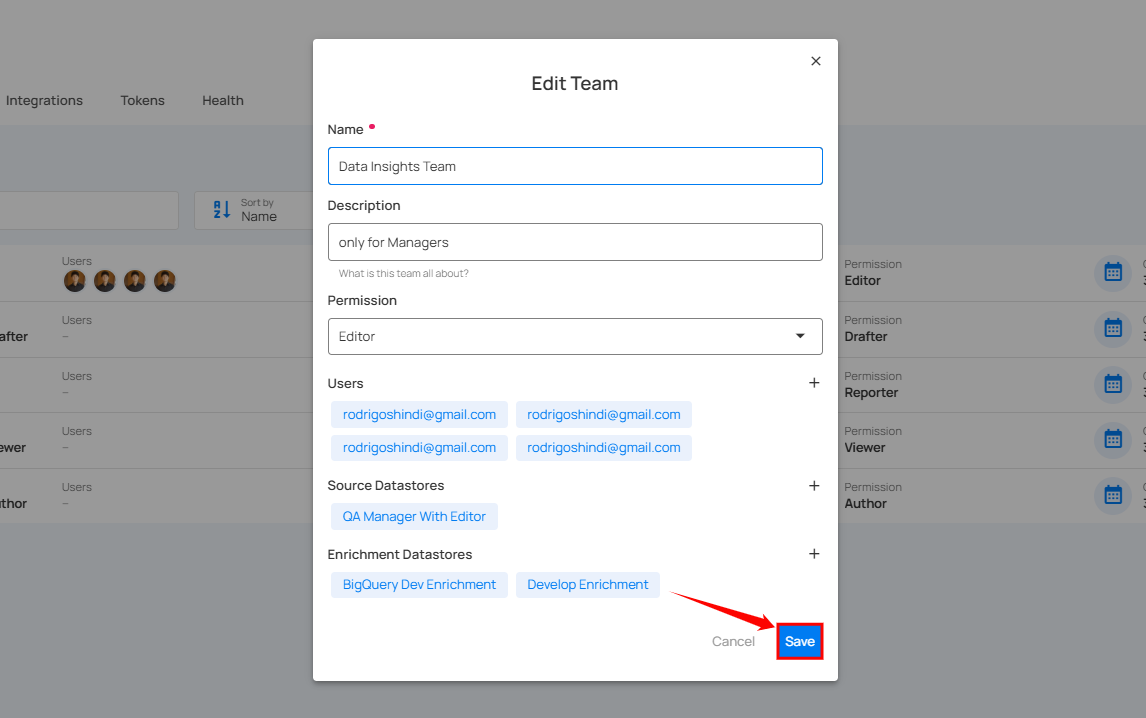 Edit Team
Integrations Tokens Health
Name
Data Insights Team
Sort by
Name
Description
only for Managers
What is this team all about?
Users
Permission
Editor
Permission
Editor
Users
–
Permission
Drafter
Users
rodrigoshindi@gmail.com rodrigoshindi@gmail.com
rodrigoshindi@gmail.com rodrigoshindi@gmail.com
Users
–
Permission
Reporter
Users
–
Permission
Viewer
Source Datastores
QA Manager With Editor
Users
–
Permission
Author
Enrichment Datastores
BigQuery Dev Enrichment Develop Enrichment
Cancel Save